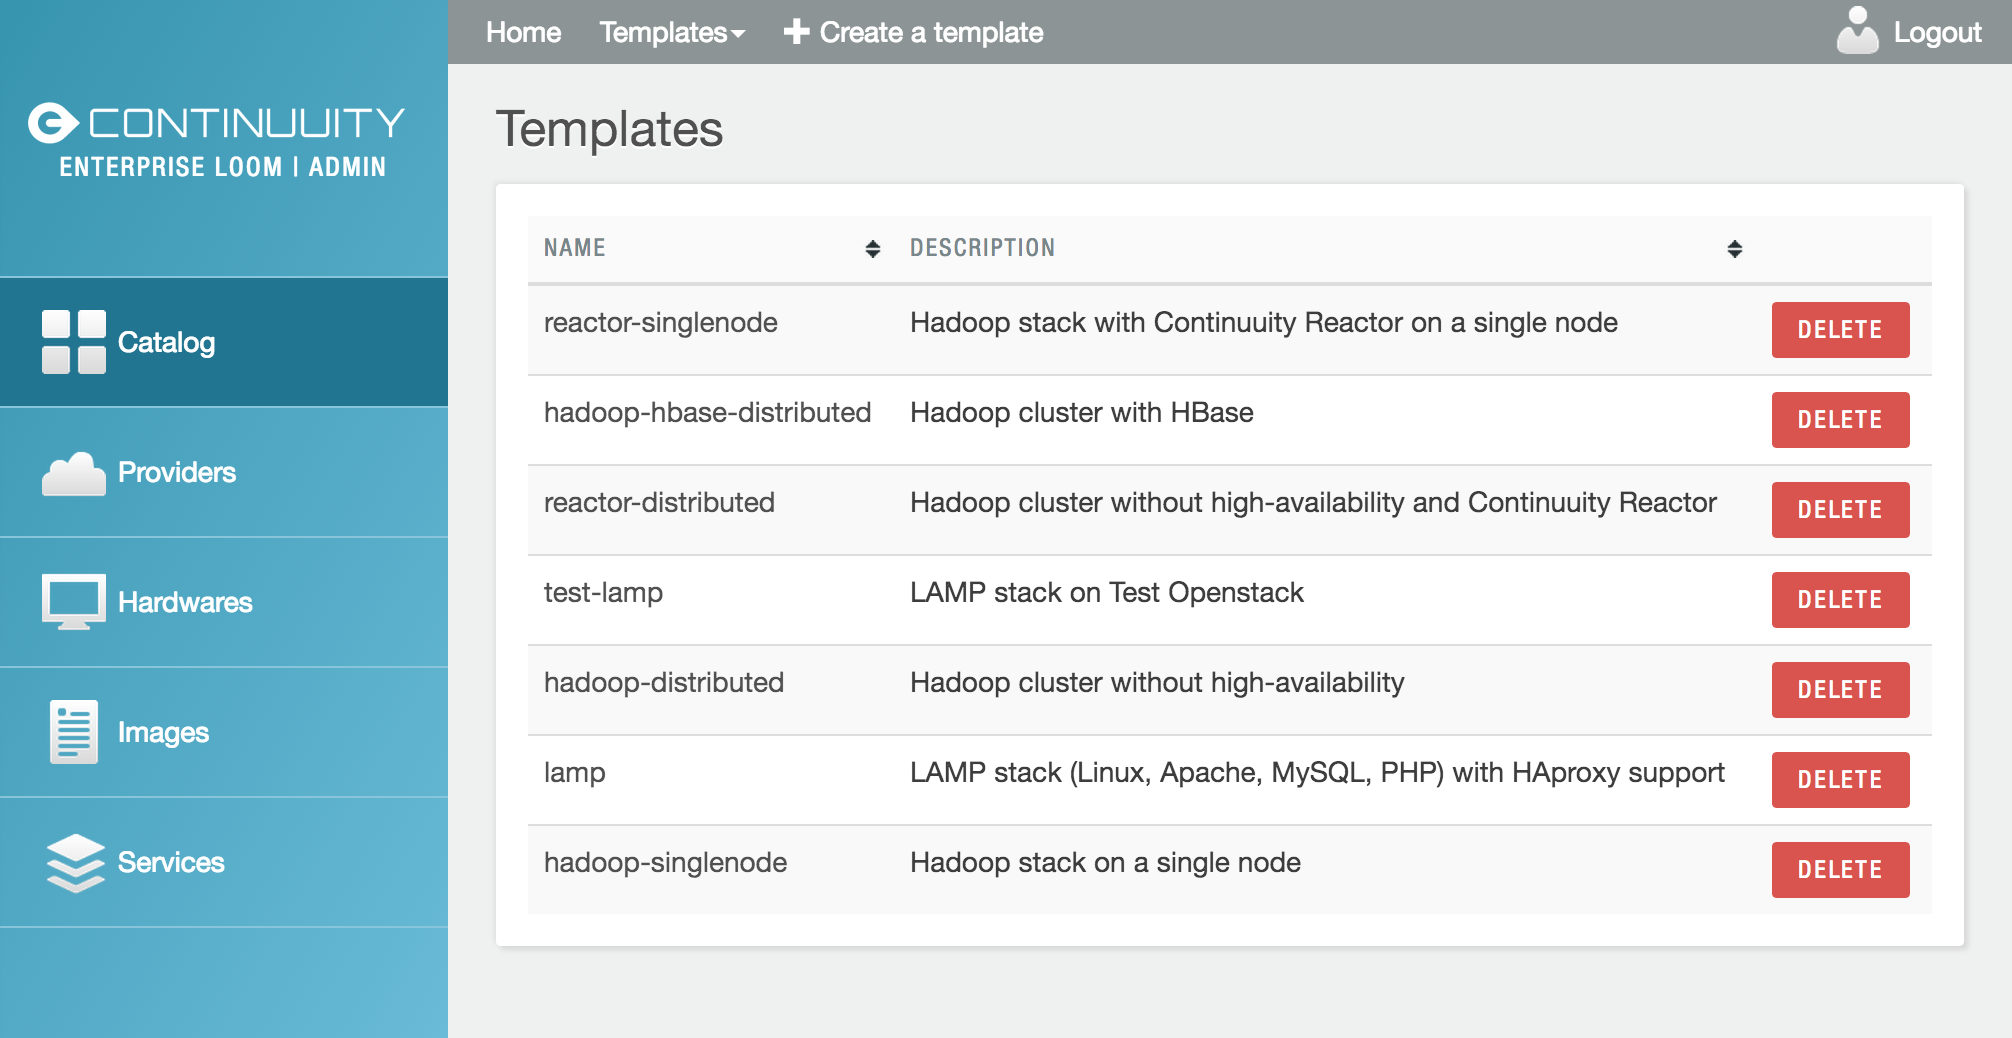 Home Templates Create a template Logout
CONTINUUITY
ENTERPRISE LOOM | ADMIN
Catalog
Providers
Hardwares
Images
Services
Templates
NAME DESCRIPTION
reactor-singlenode Hadoop stack with Continuuity Reactor on a single node DELETE
hadoop-hbase-distributed Hadoop cluster with HBase DELETE
reactor-distributed Hadoop cluster without high-availability and Continuuity Reactor DELETE
test-lamp LAMP stack on Test Openstack DELETE
hadoop-distributed Hadoop cluster without high-availability DELETE
lamp LAMP stack (Linux, Apache, MySQL, PHP) with HAproxy support DELETE
hadoop-singlenode Hadoop stack on a single node DELETE